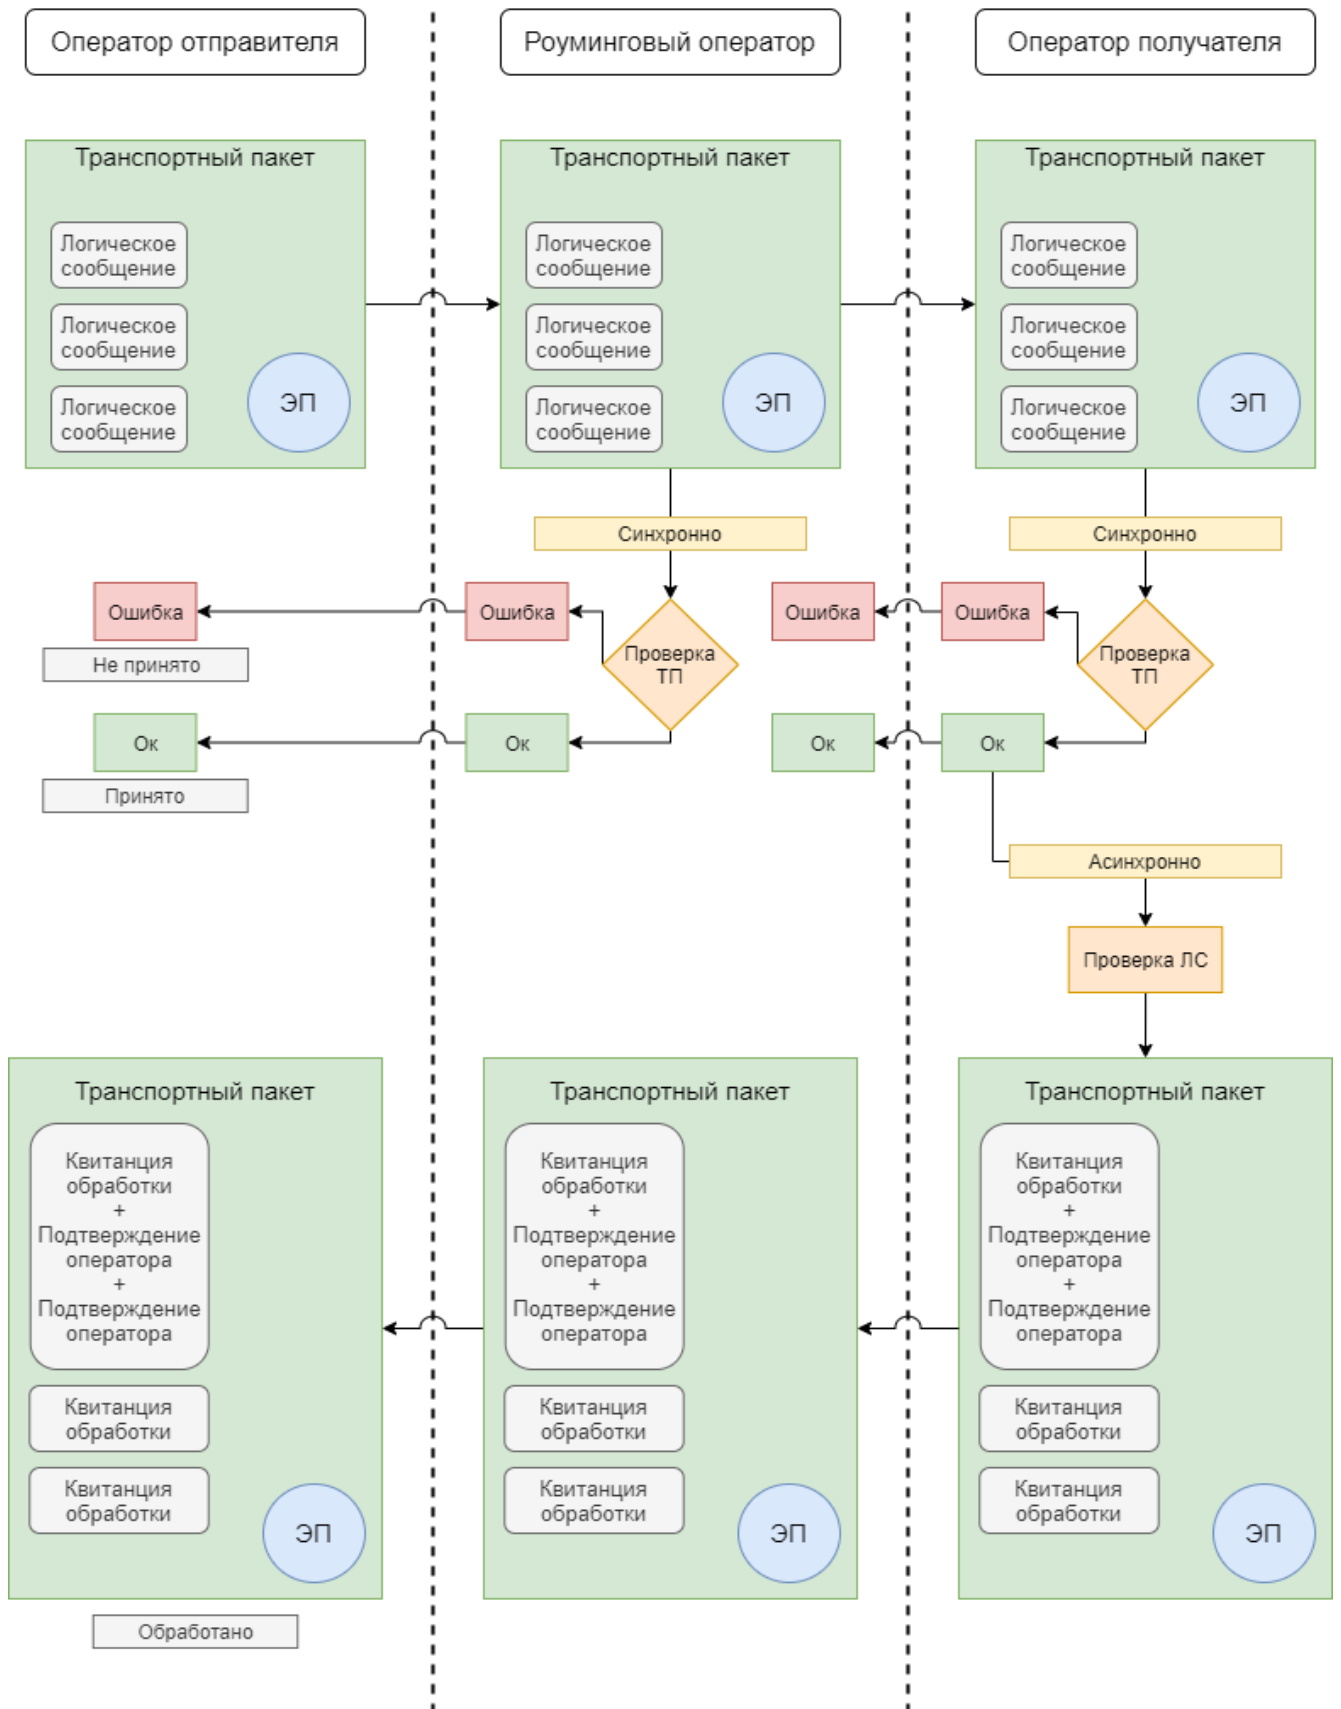 Оператор отправителя
Роуминговый оператор
Оператор получателя
Транспортный пакет
Логическое
сообщение
Логическое
сообщение
Логическое
сообщение
ЭП
Транспортный пакет
Логическое
сообщение
Логическое
сообщение
Логическое
сообщение
ЭП
Транспортный пакет
Логическое
сообщение
Логическое
сообщение
Логическое
сообщение
ЭП
Синхронно
Синхронно
Ошибка
Не принято
Ошибка
Проверка
ТП
Ошибка
Ошибка
Проверка
ТП
Ок
Принято
Ок
Ок
Ок
Асинхронно
Проверка ЛС
Транспортный пакет
Квитанция
обработки
+
Подтверждение
оператора
+
Подтверждение
оператора
Квитанция
обработки
Квитанция
обработки
ЭП
Обработано
Транспортный пакет
Квитанция
обработки
+
Подтверждение
оператора
+
Подтверждение
оператора
Квитанция
обработки
Квитанция
обработки
ЭП
Транспортный пакет
Квитанция
обработки
+
Подтверждение
оператора
+
Подтверждение
оператора
Квитанция
обработки
Квитанция
обработки
ЭП